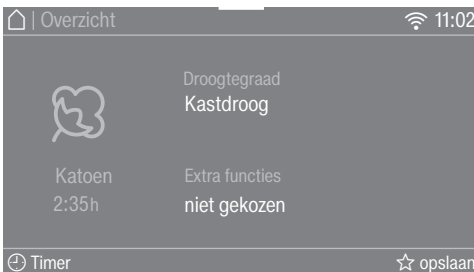 | Overzicht 11:02
Droogtegraad
Kastdroog
Katoen
2:35h
Extra functies
niet gekozen
Timer opslaan